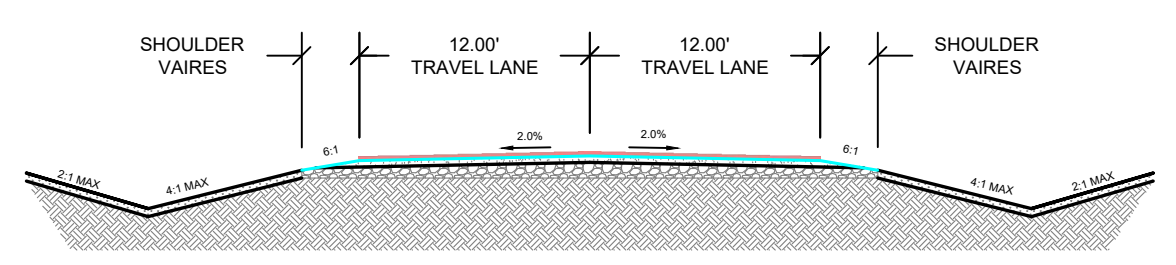 SHOULDER
VAIRES
12.00'
TRAVEL LANE
12.00'
TRAVEL LANE
SHOULDER
VAIRES
2.0%
2.0%
6:1
6:1
2:1 MAX
4:1 MAX
4:1 MAX
2:1 MAX